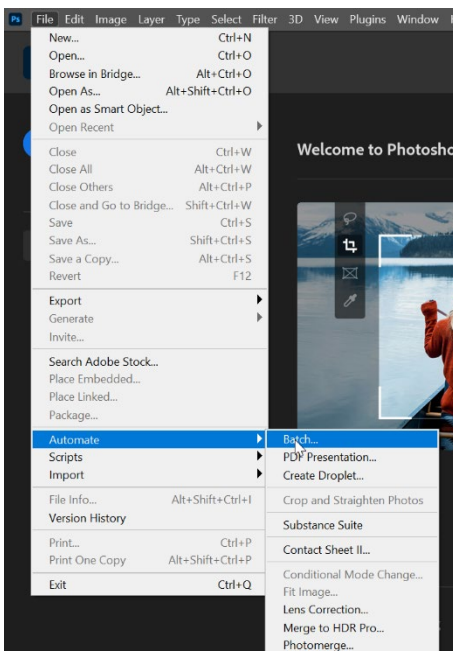 Ps File Edit Image Layer Type Select Filter 3D View Plugins Window
New... Ctrl+N
Open... Ctrl+O
Browse in Bridge... Alt+Ctrl+O
Open As... Alt+Shift+Ctrl+O
Open as Smart Object...
Open Recent
Close Ctrl+W
Close All Alt+Ctrl+W
Close Others Alt+Ctrl+P
Close and Go to Bridge... Shift+Ctrl+W
Save Ctrl+S
Save As... Shift+Ctrl+S
Save a Copy... Alt+Ctrl+S
Revert F12
Export
Generate
Invite...
Search Adobe Stock...
Place Embedded...
Place Linked...
Package...
Automate
Scripts
Import
File Info... Alt+Shift+Ctrl+I
Version History
Print... Ctrl+P
Print One Copy Alt+Shift+Ctrl+P
Exit Ctrl+Q
Welcome to Photosho
Batch...
PDF Presentation...
Create Droplet...
Crop and Straighten Photos
Substance Suite
Contact Sheet II...
Conditional Mode Change...
Fit Image...
Lens Correction...
Merge to HDR Pro...
Photomerge...